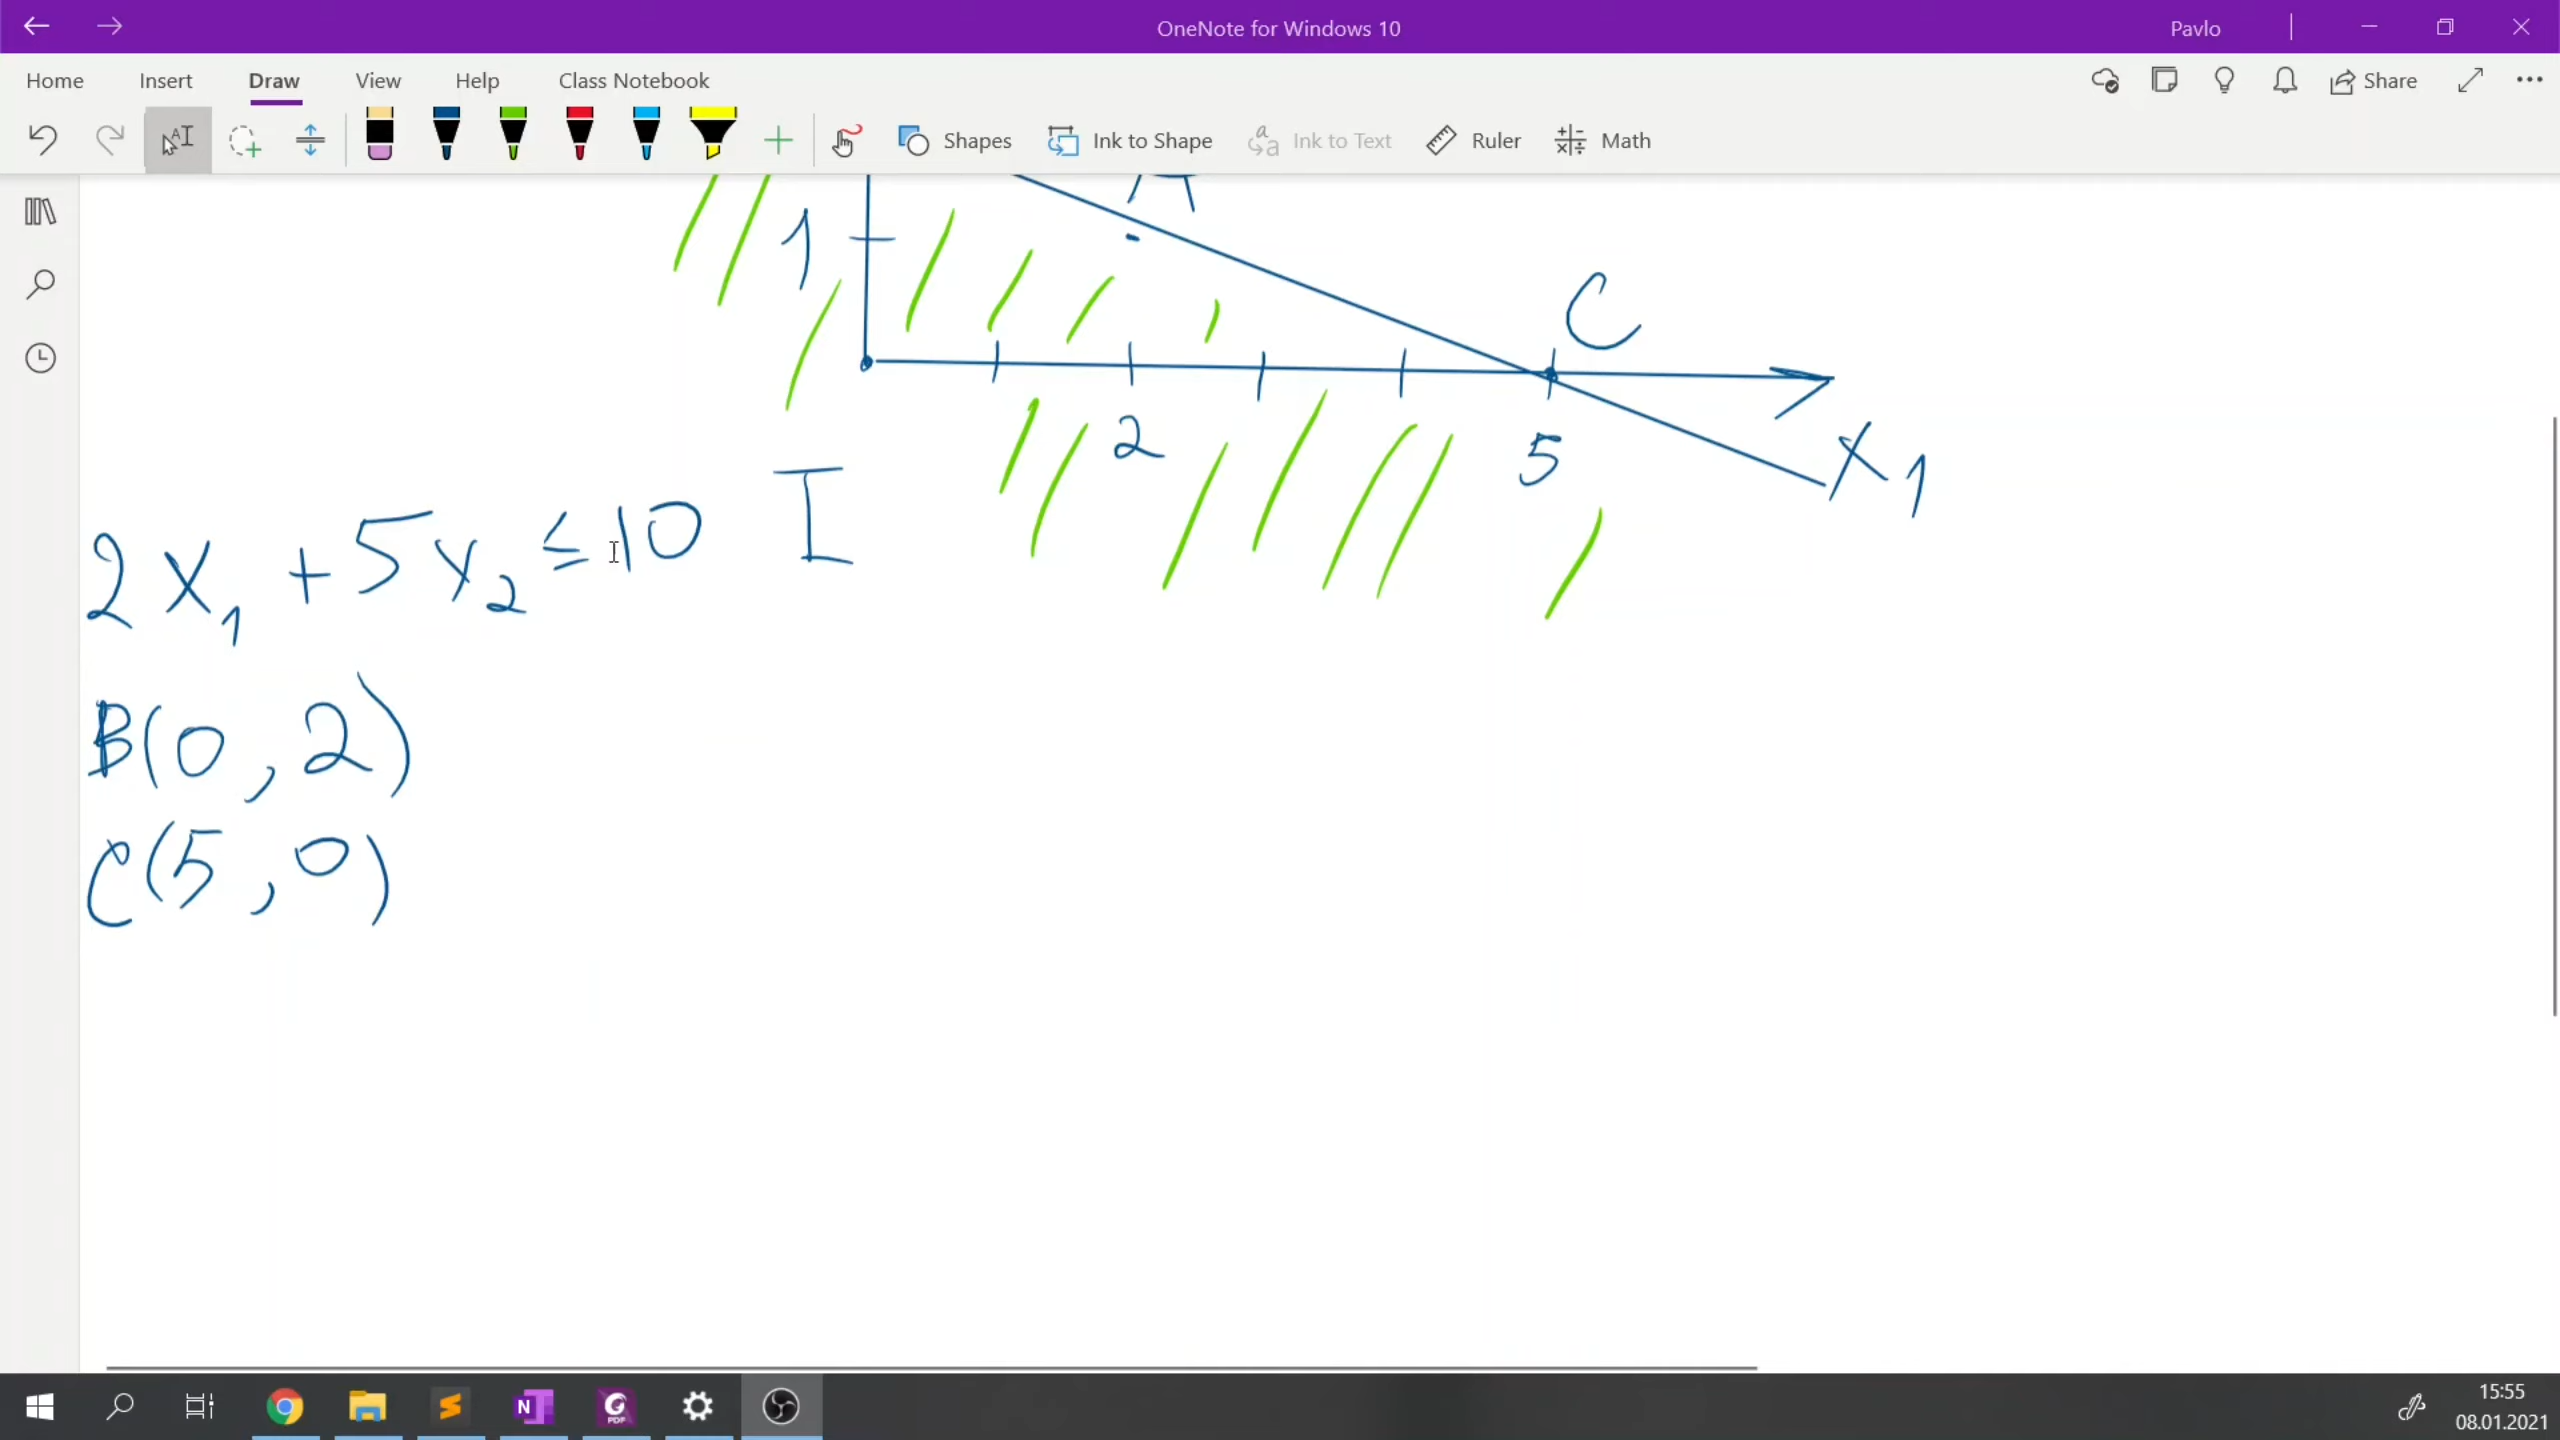 OneNote for Windows 10
Pavlo
Home Insert Draw View Help Class Notebook
Share
Shapes Ink to Shape Ink to Text Ruler Math
A
1
C
2
5
x₁
2x₁ + 5x₂ ≤ 10 I
B(0, 2)
C(5, 0)
15:55
08.01.2021